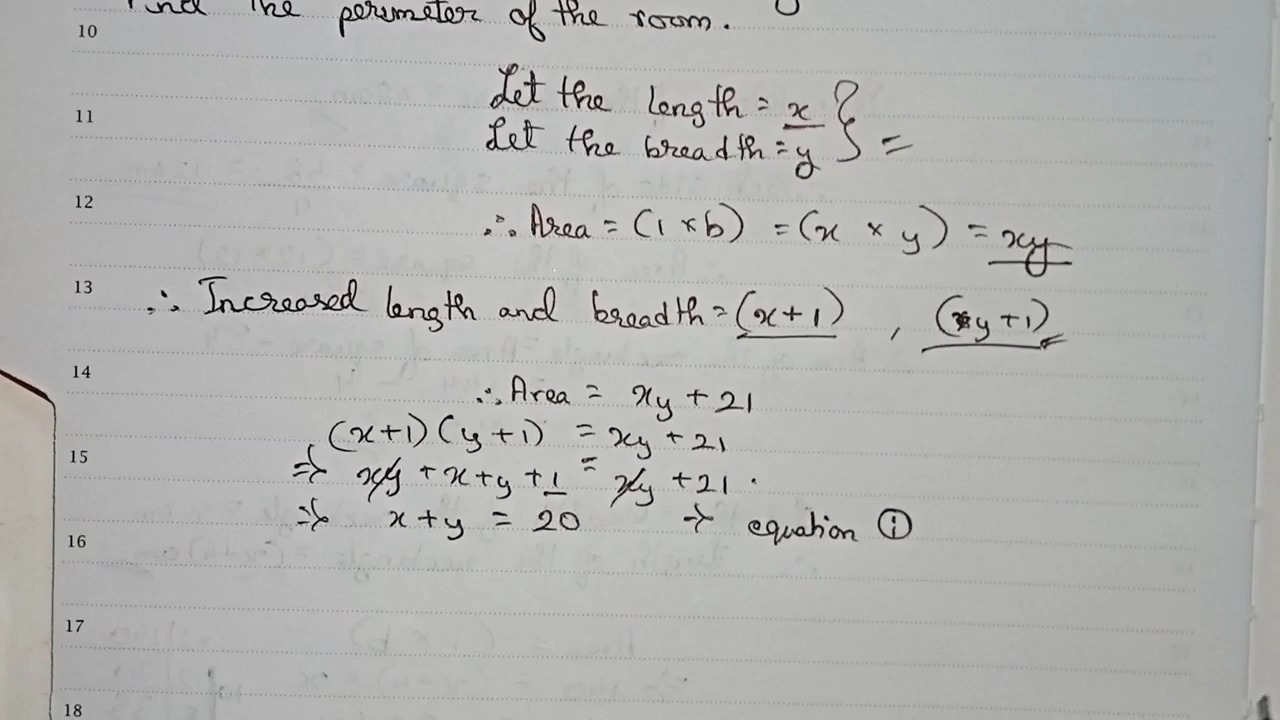 Find the perimeter of the room.
10
Let the length = x
11
Let the breadth = y } =
12
∴ Area = (l × b) = (x × y) = xy
13
∴ Increased length and breadth = (x+1) , (y+1)
14
∴ Area = xy + 21
(x+1)(y+1) = xy + 21
15
⇒ xy + x + y + 1 = xy + 21
⇒ x + y = 20 → equation ①
16
17
18